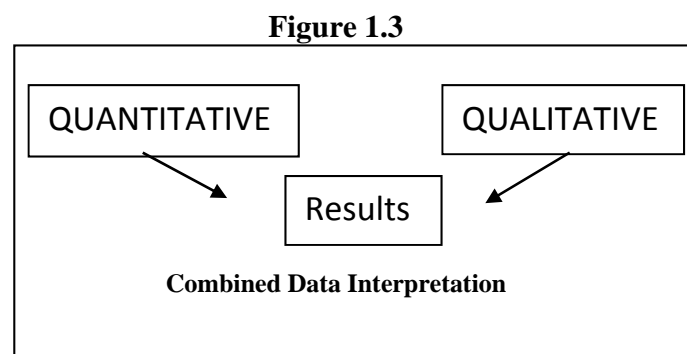 Figure 1.3
QUANTITATIVE
QUALITATIVE
Results
Combined Data Interpretation